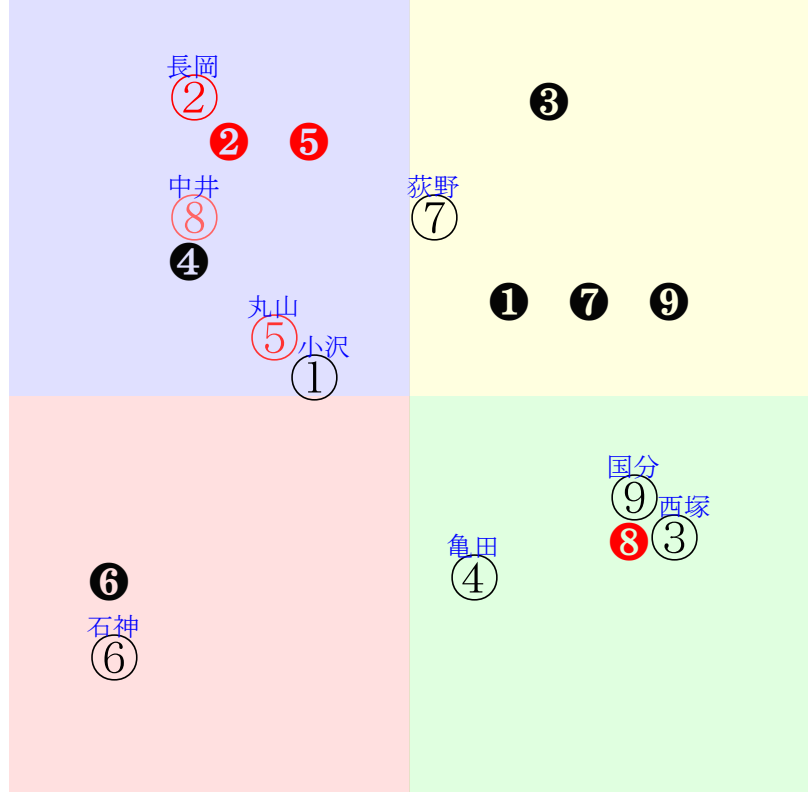 長岡
②
❸
❷ ❺
中井
⑧
荻野
⑦
❹
丸山
⑤
❶ ❼ ❾
小沢
①
国分
⑨
西塚
③
❽
亀田
④
❻
石神
⑥